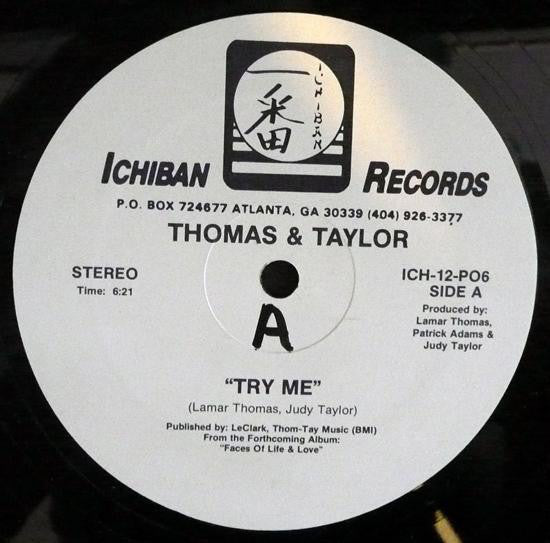 一番
ICHIBAN
ICHIBAN RECORDS
P.O. BOX 724677 ATLANTA, GA 30339 (404) 926-3377
THOMAS & TAYLOR
STEREO
Time: 6:21
ICH-12-PO6
SIDE A
Produced by:
Lamar Thomas,
Patrick Adams &
Judy Taylor
A
"TRY ME"
(Lamar Thomas, Judy Taylor)
Published by: LeClark, Thom-Tay Music (BMI)
From the Forthcoming Album:
"Faces Of Life & Love"